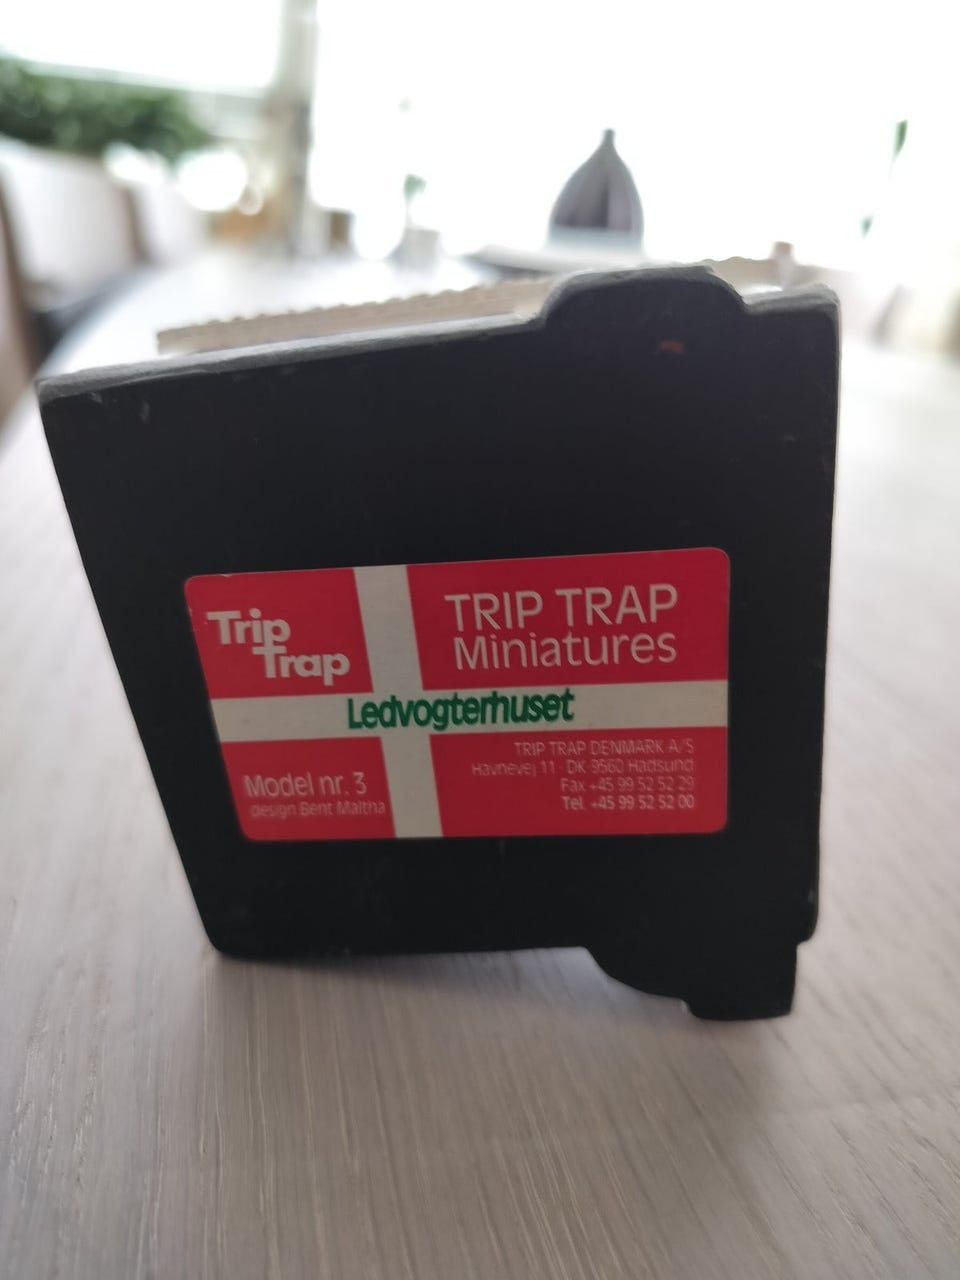 Trip
Trap
TRIP TRAP
Miniatures
Ledvogterhuset
Model nr. 3
design Bent Maltha
TRIP TRAP DENMARK A/S
Havnevej 11 · DK-9560 Hadsund
Fax +45 99 52 52 29
Tel. +45 99 52 52 00